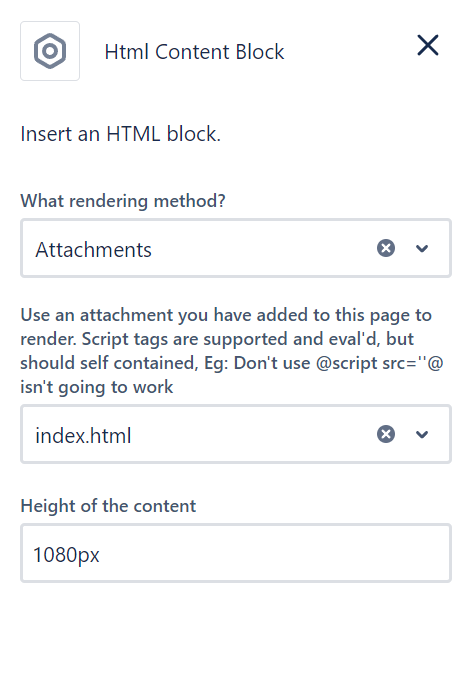 Html Content Block
Insert an HTML block.
What rendering method?
Attachments
Use an attachment you have added to this page to
render. Script tags are supported and eval'd, but
should self contained, Eg: Don't use @script src=''@
isn't going to work
index.html
Height of the content
1080px